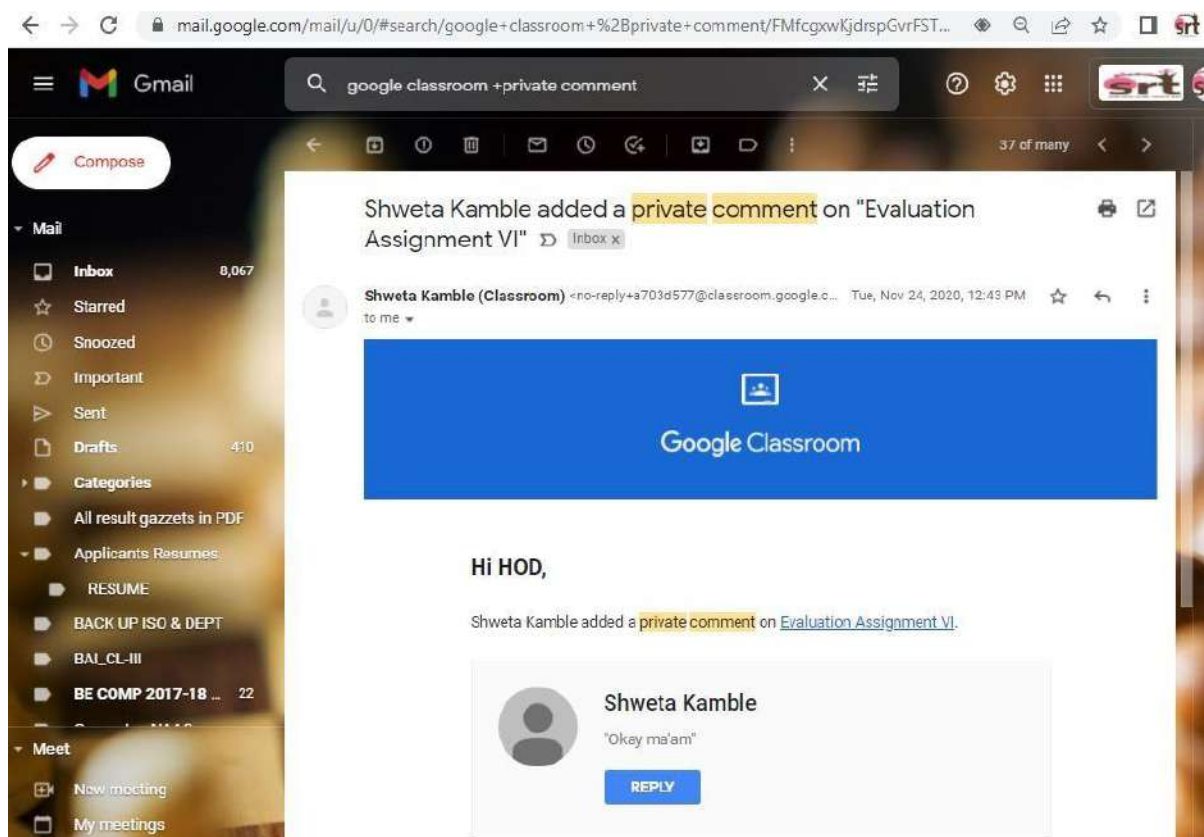 mail.google.com/mail/u/0/#search/google+classroom+%2Bprivate+comment/FMfcgxwKjdrspGvrFST...
srt
Gmail
google classroom +private comment
srt
Compose
37 of many
Mail
Inbox 8,067
Starred
Snoozed
Important
Sent
Drafts 410
Categories
All result gazzets in PDF
Applicants Resumes
RESUME
BACK UP ISO & DEPT
BAI_CL-III
BE COMP 2017-18 ... 22
Meet
New meeting
My meetings
Shweta Kamble added a private comment on "Evaluation
Assignment VI" Inbox x
Shweta Kamble (Classroom) <no-reply+a703d577@classroom.google.c... Tue, Nov 24, 2020, 12:43 PM
to me
Google Classroom
Hi HOD,
Shweta Kamble added a private comment on Evaluation Assignment VI.
Shweta Kamble
"Okay ma'am"
REPLY